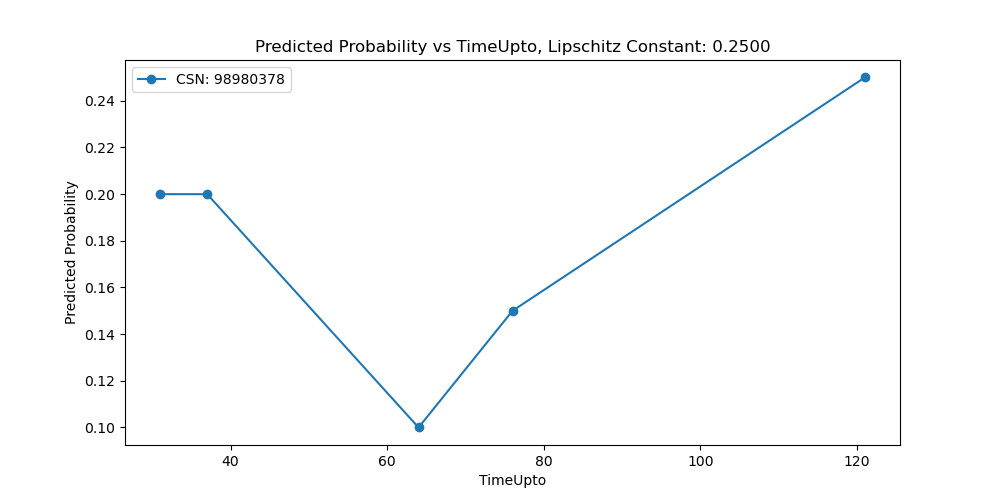 Predicted Probability vs TimeUpto, Lipschitz Constant: 0.2500
CSN: 98980378
Predicted Probability
0.24
0.22
0.20
0.18
0.16
0.14
0.12
0.10
40 60 80 100 120
TimeUpto